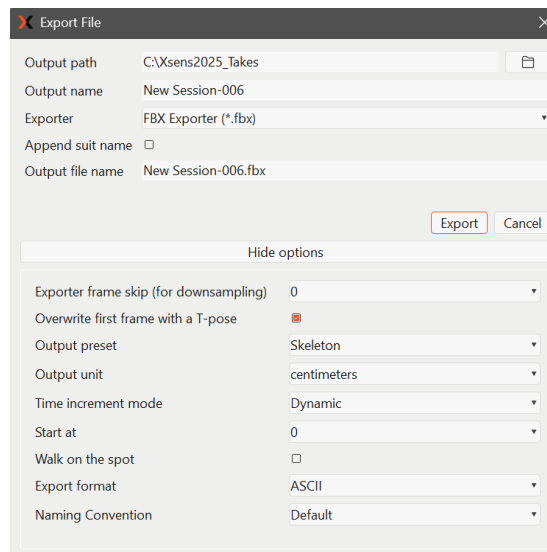 Export File
Output path C:\Xsens2025_Takes
Output name New Session-006
Exporter FBX Exporter (*.fbx)
Append suit name
Output file name New Session-006.fbx
Export Cancel
Hide options
Exporter frame skip (for downsampling) 0
Overwrite first frame with a T-pose
Output preset Skeleton
Output unit centimeters
Time increment mode Dynamic
Start at 0
Walk on the spot
Export format ASCII
Naming Convention Default